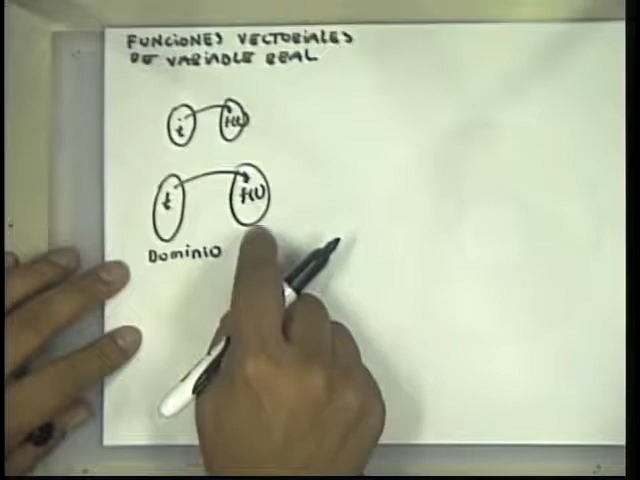 FUNCIONES VECTORIALES
DE VARIABLE REAL
t f(t)
t f(t)
Dominio